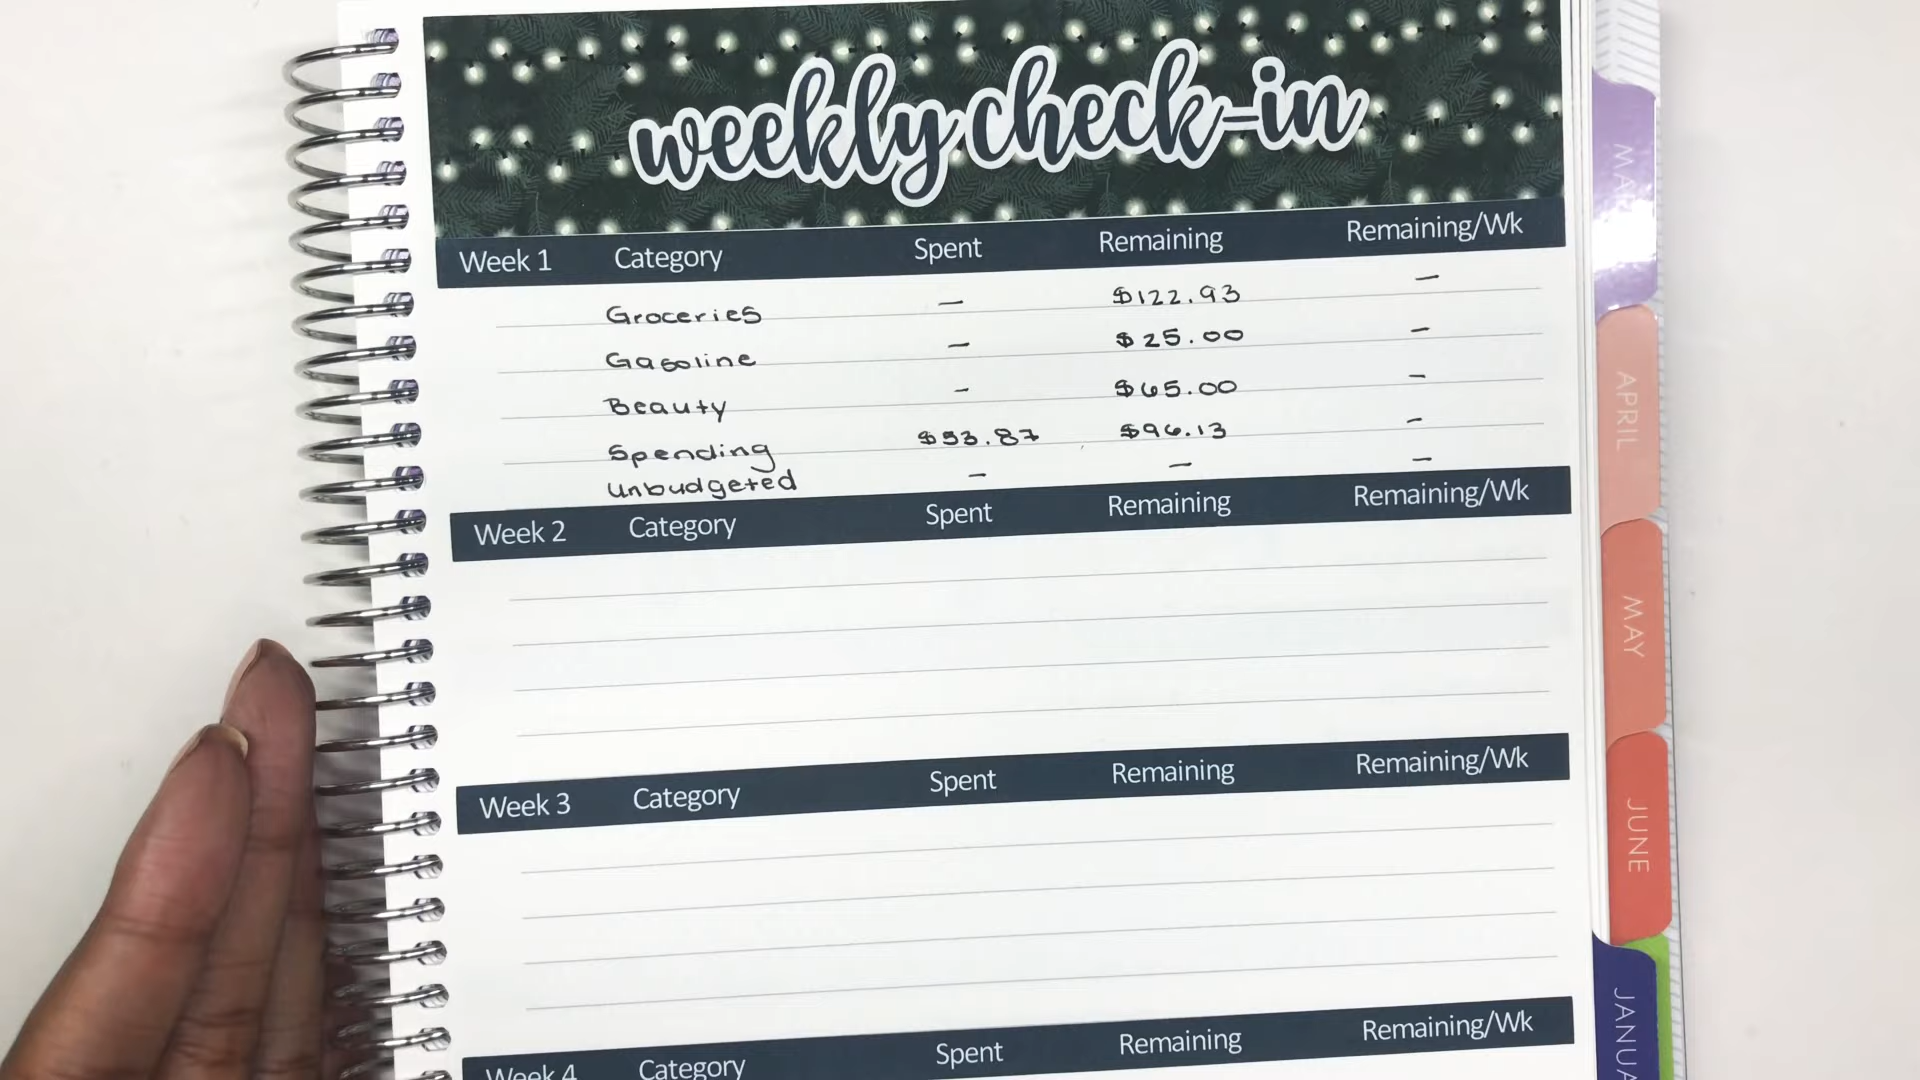 weekly check-in
Week 1 Category Spent Remaining Remaining/Wk
Groceries — $122.93 —
Gasoline — $25.00 —
Beauty — $65.00 —
Spending $53.87 $96.13 —
Unbudgeted — — —
Week 2 Category Spent Remaining Remaining/Wk
Week 3 Category Spent Remaining Remaining/Wk
Week 4 Category Spent Remaining Remaining/Wk
APRIL
MAY
JUNE